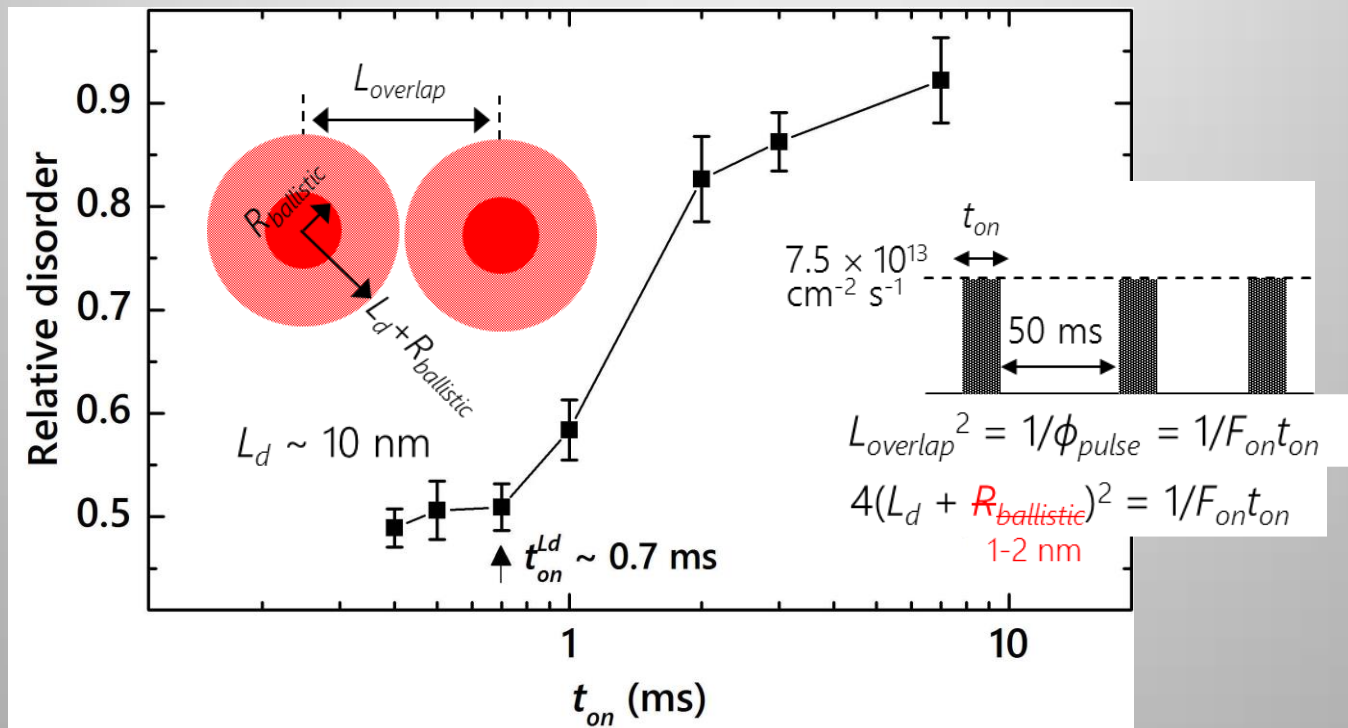 Relative disorder
0.9
0.8
0.7
0.6
0.5
L_overlap
R_ballistic
L_d+R_ballistic
L_d ~ 10 nm
t_on^Ld ~ 0.7 ms
1
10
t_on (ms)
t_on
7.5 × 10^13
cm^-2 s^-1
50 ms
L_overlap^2 = 1/ϕ_pulse = 1/F_on t_on
4(L_d + R_ballistic)^2 = 1/F_on t_on
1-2 nm